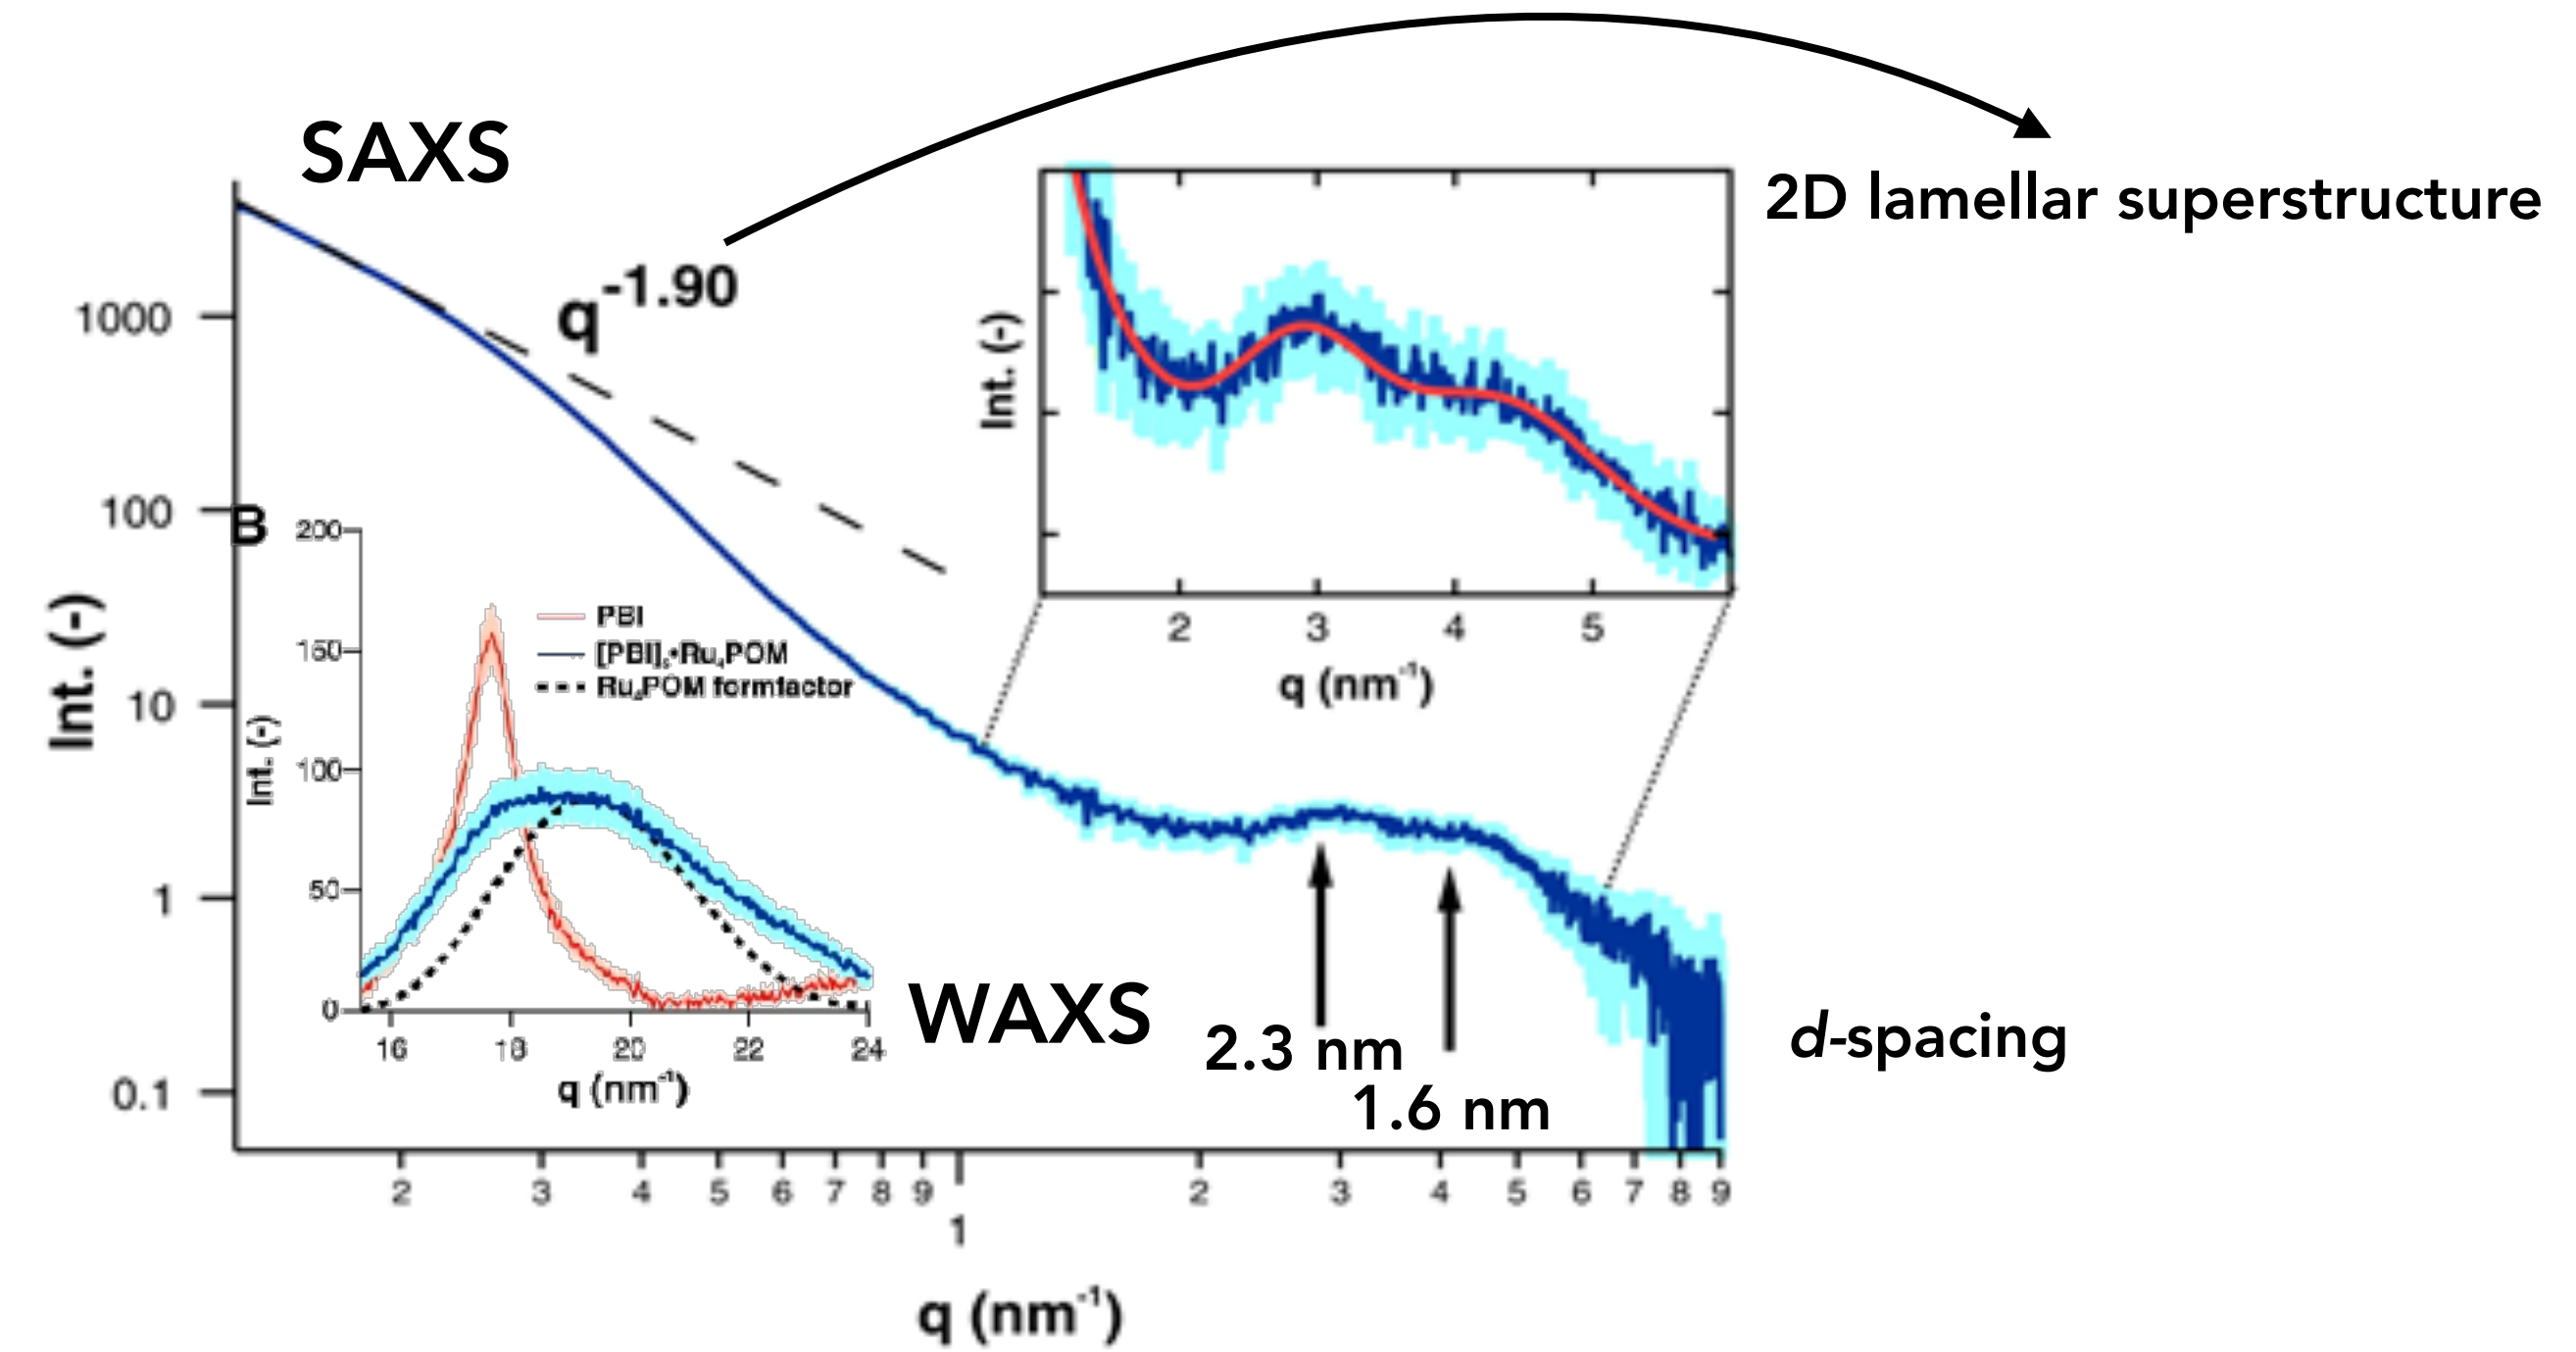 SAXS
2D lamellar superstructure
q-1.90
Int. (-)
1000
100
10
1
0.1
Int. (-)
2 3 4 5
q (nm-1)
B
200
150
100
50
0
Int. (-)
PBI
[PBI]5•Ru4POM
Ru4POM formfactor
16 18 20 22 24
q (nm-1)
WAXS
2.3 nm
1.6 nm
d-spacing
2 3 4 5 6 7 8 9 2 3 4 5 6 7 8 9
1
q (nm-1)